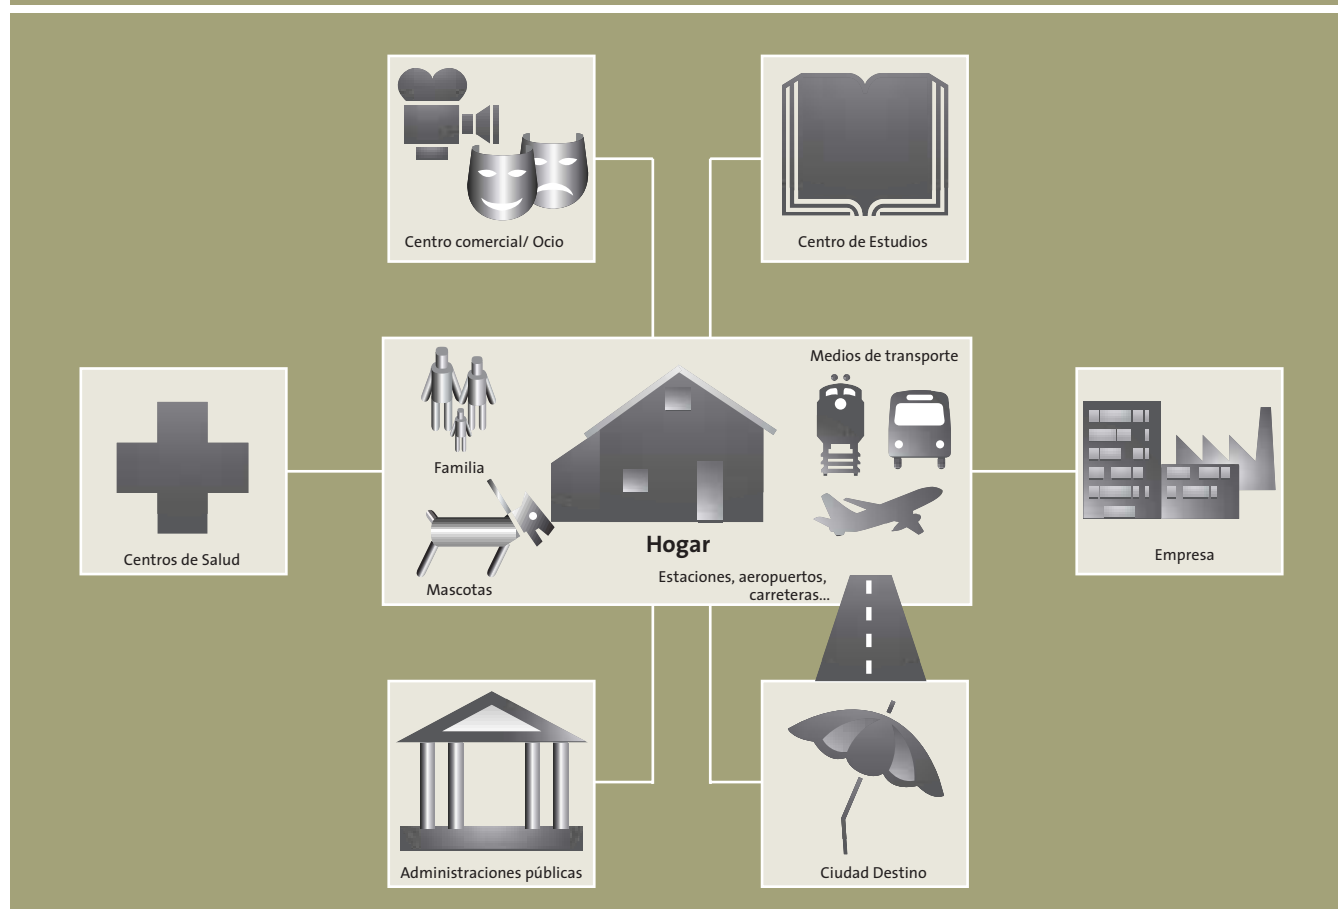 Centro comercial/ Ocio
Centro de Estudios
Medios de transporte
Familia
Hogar
Mascotas
Estaciones, aeropuertos,
carreteras...
Centros de Salud
Empresa
Administraciones públicas
Ciudad Destino